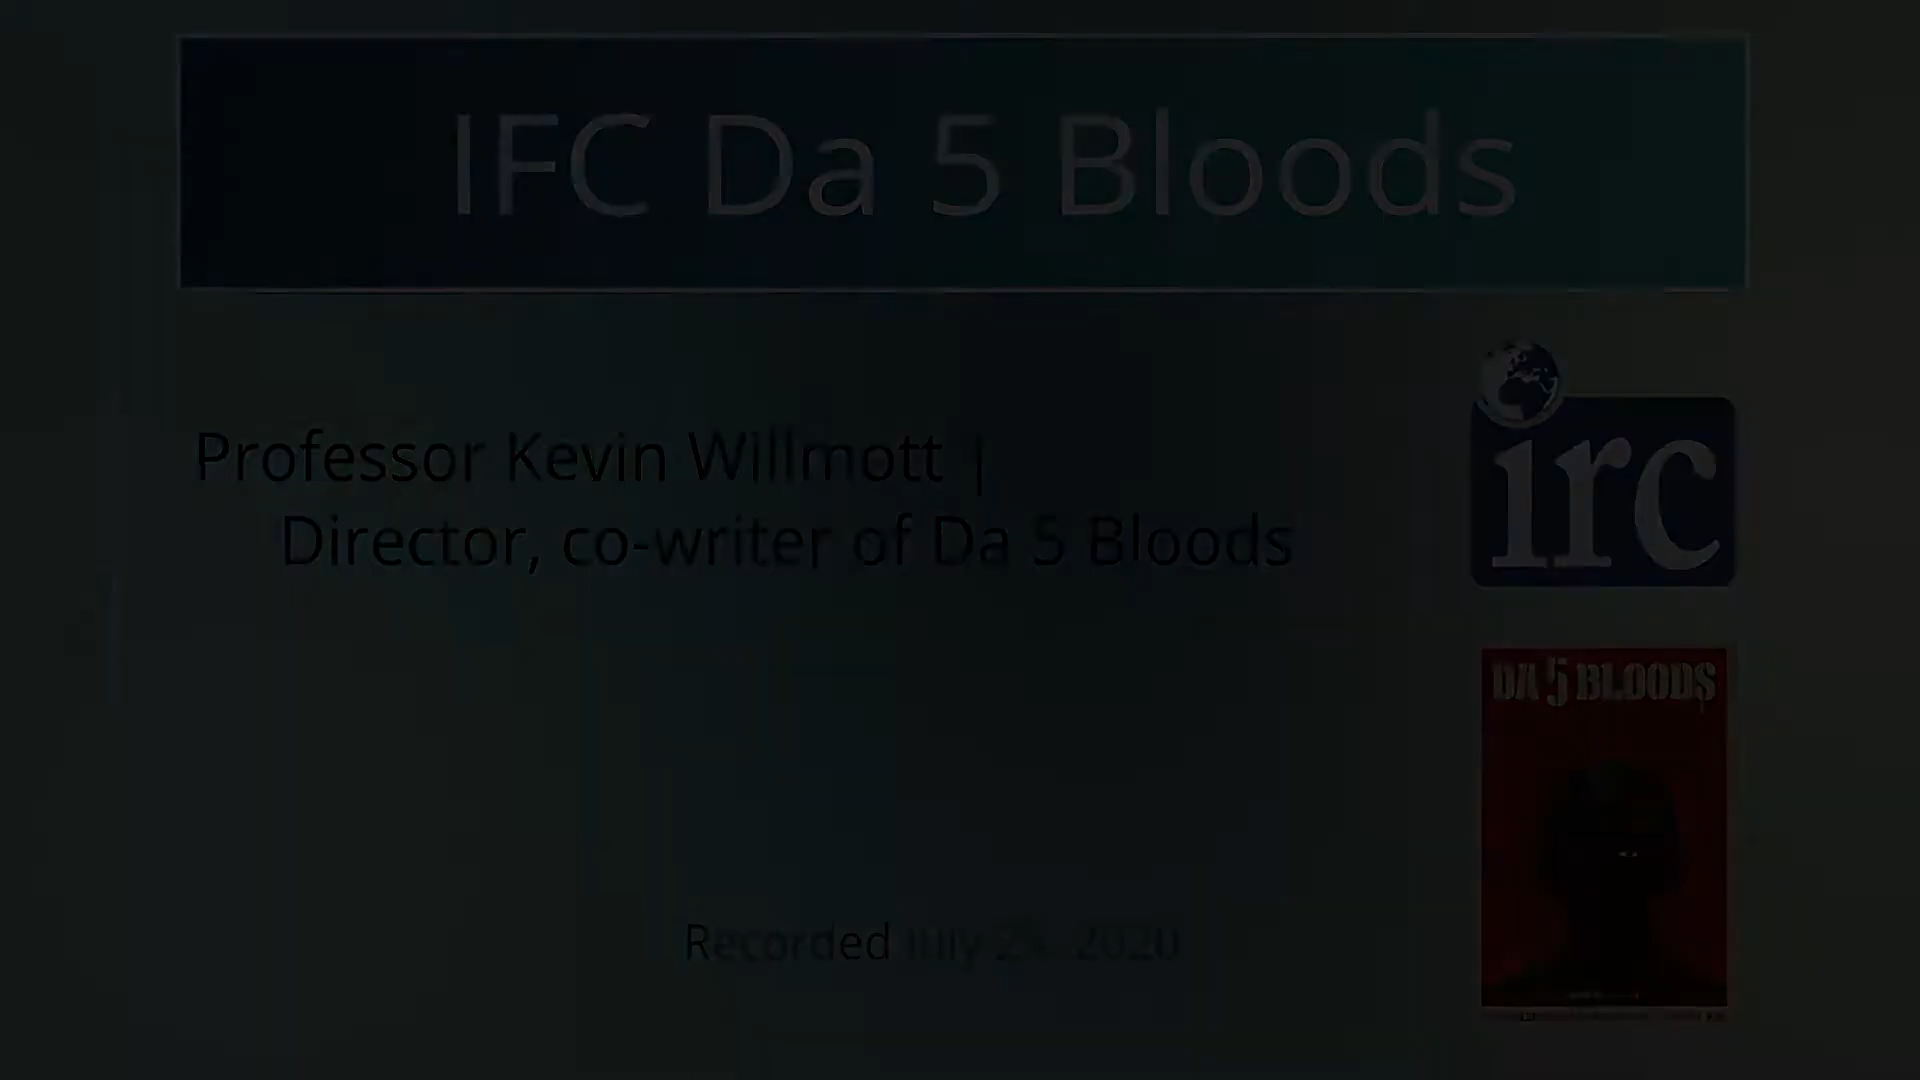 IFC Da 5 Bloods
Professor Kevin Willmott |
Director, co-writer of Da 5 Bloods
irc
DA 5 BLOODS
Recorded July 25, 2020